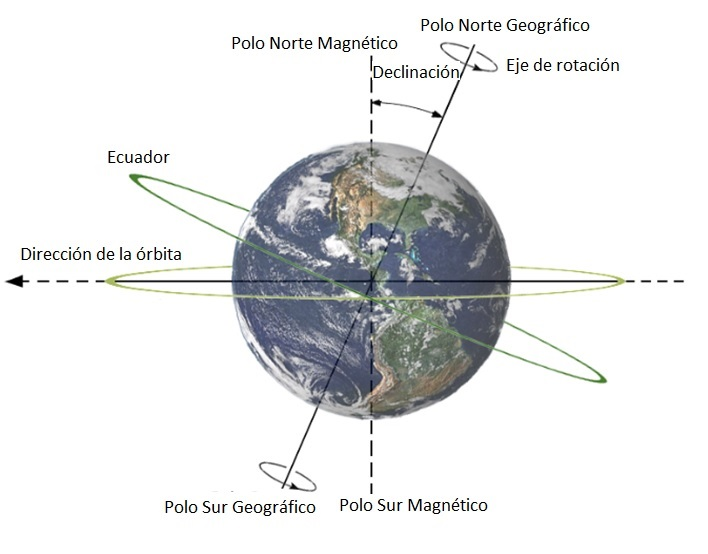 Polo Norte Geográfico
Polo Norte Magnético
Declinación
Eje de rotación
Ecuador
Dirección de la órbita
Polo Sur Geográfico
Polo Sur Magnético